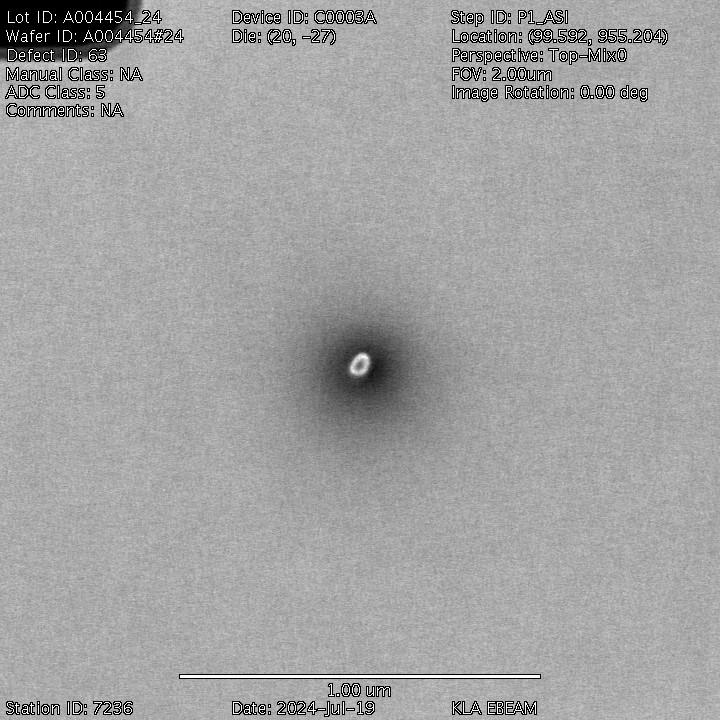 Lot ID: A004454_24
Wafer ID: A004454#24
Defect ID: 63
Manual Class: NA
ADC Class: 5
Comments: NA
Device ID: C0003A
Die: (20, -27)
Step ID: P1_ASI
Location: (99.592, 955.204)
Perspective: Top-Mix0
FOV: 2.00um
Image Rotation: 0.00 deg
1.00 um
Station ID: 7236
Date: 2024-Jul-19
KLA EBEAM